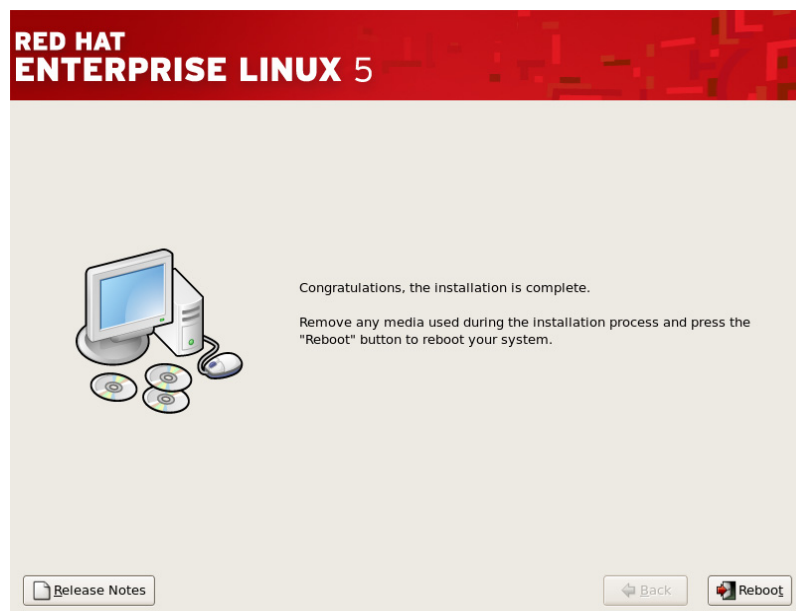 RED HAT
ENTERPRISE LINUX 5
Congratulations, the installation is complete.
Remove any media used during the installation process and press the
"Reboot" button to reboot your system.
Release Notes
Back
Reboot